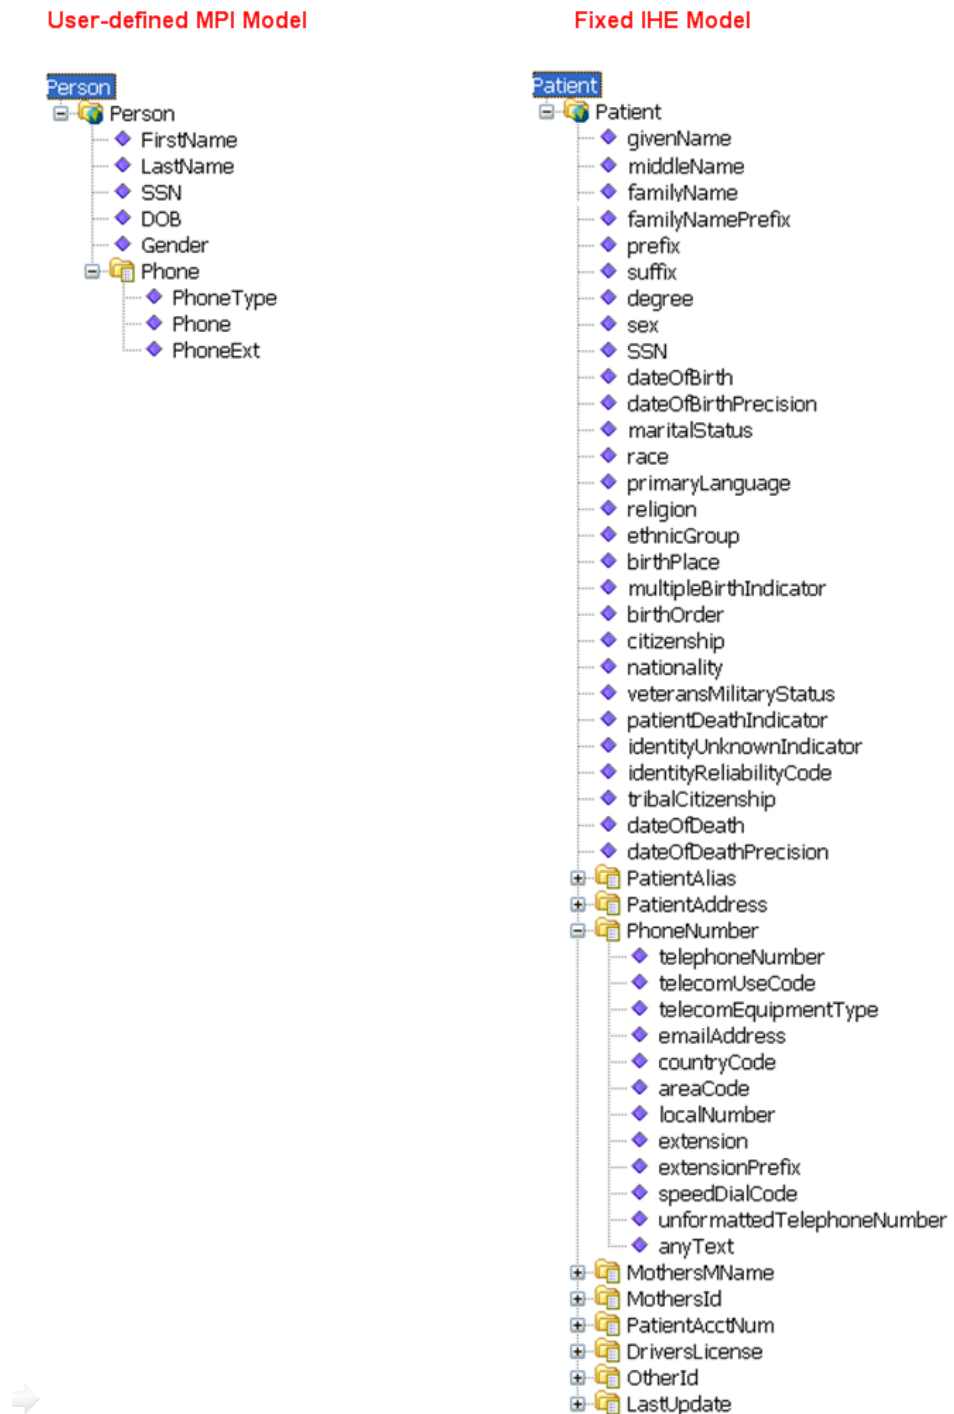 User-defined MPI Model
Person
Person
FirstName
LastName
SSN
DOB
Gender
Phone
PhoneType
Phone
PhoneExt
Fixed IHE Model
Patient
Patient
givenName
middleName
familyName
familyNamePrefix
prefix
suffix
degree
sex
SSN
dateOfBirth
dateOfBirthPrecision
maritalStatus
race
primaryLanguage
religion
ethnicGroup
birthPlace
multipleBirthIndicator
birthOrder
citizenship
nationality
veteransMilitaryStatus
patientDeathIndicator
identityUnknownIndicator
identityReliabilityCode
tribalCitizenship
dateOfDeath
dateOfDeathPrecision
PatientAlias
PatientAddress
PhoneNumber
telephoneNumber
telecomUseCode
telecomEquipmentType
emailAddress
countryCode
areaCode
localNumber
extension
extensionPrefix
speedDialCode
unformattedTelephoneNumber
anyText
MothersMName
MothersId
PatientAcctNum
DriversLicense
OtherId
LastUpdate